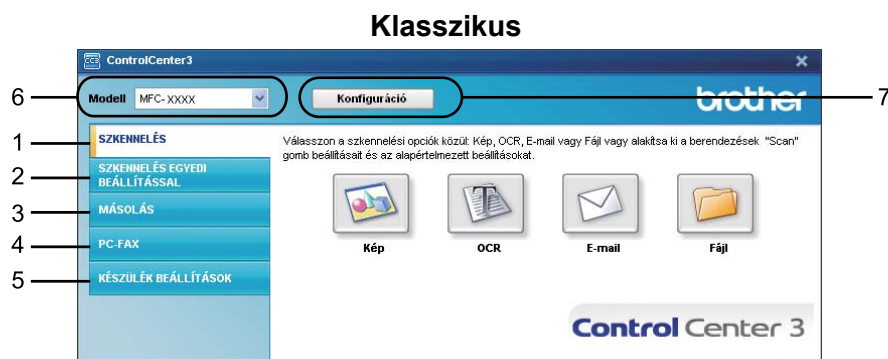 Klasszikus
ControlCenter3
6
Modell MFC-XXXX
Konfiguráció
brother
7
1
SZKENNELÉS
Válasszon a szkennelési opciók közül: Kép, OCR, E-mail vagy Fájl vagy alakítsa ki a berendezések "Scan"
gomb beállításait és az alapértelmezett beállításokat.
2
SZKENNELÉS EGYEDI
BEÁLLÍTÁSSAL
3
MÁSOLÁS
4
PC-FAX
5
KÉSZÜLÉK BEÁLLÍTÁSOK
Kép
OCR
E-mail
Fájl
Control Center 3